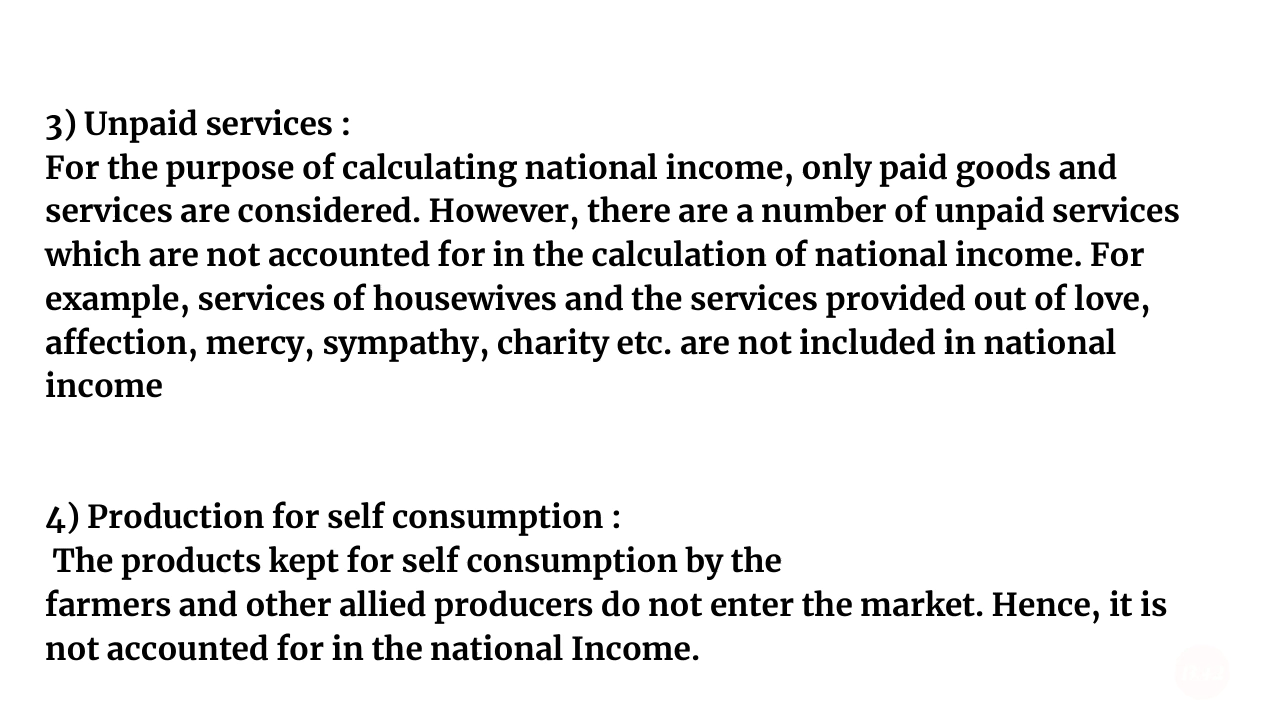 3) Unpaid services :
For the purpose of calculating national income, only paid goods and
services are considered. However, there are a number of unpaid services
which are not accounted for in the calculation of national income. For
example, services of housewives and the services provided out of love,
affection, mercy, sympathy, charity etc. are not included in national
income
4) Production for self consumption :
The products kept for self consumption by the
farmers and other allied producers do not enter the market. Hence, it is
not accounted for in the national Income.